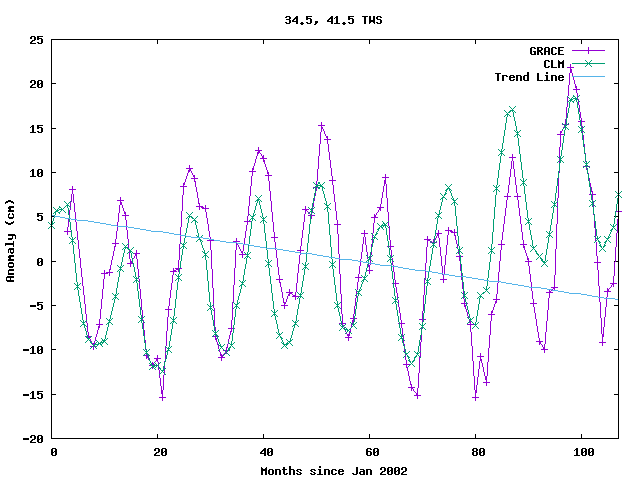 34.5, 41.5 TWS
GRACE
CLM
Trend Line
25
20
15
10
5
0
-5
-10
-15
-20
Anomaly (cm)
0 20 40 60 80 100
Months since Jan 2002